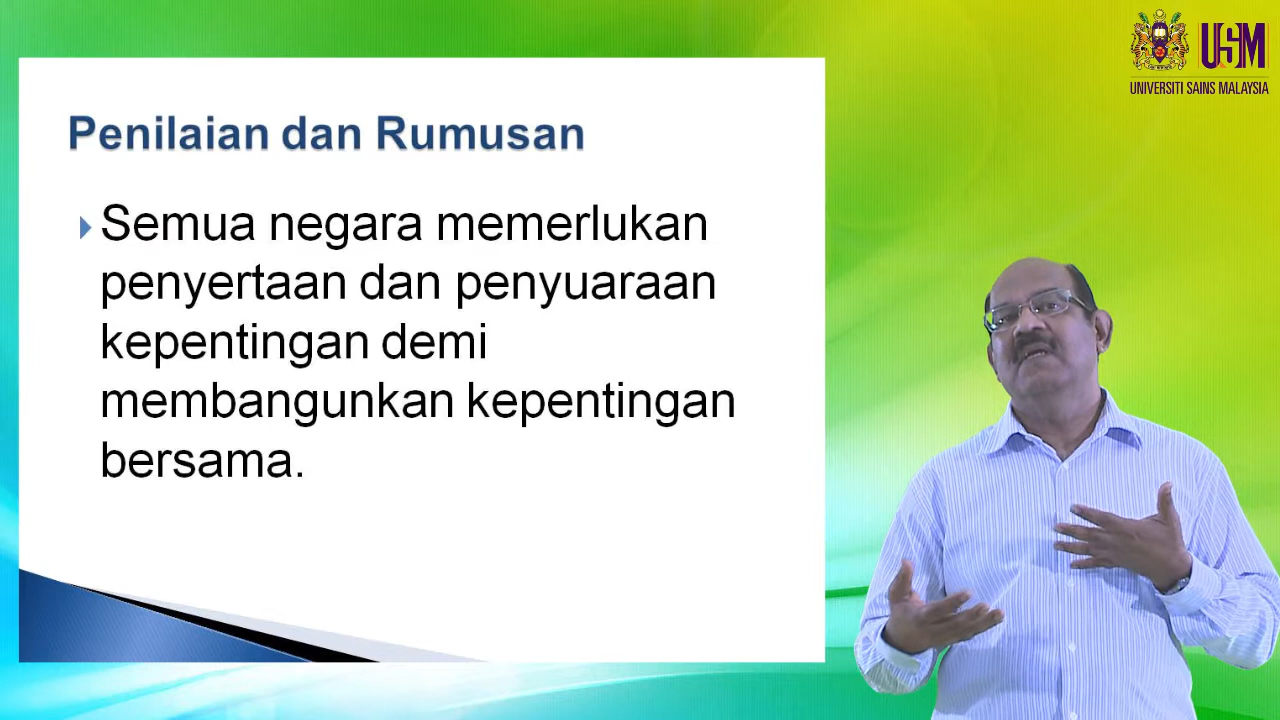 USM
UNIVERSITI SAINS MALAYSIA
Penilaian dan Rumusan
Semua negara memerlukan
penyertaan dan penyuaraan
kepentingan demi
membangunkan kepentingan
bersama.